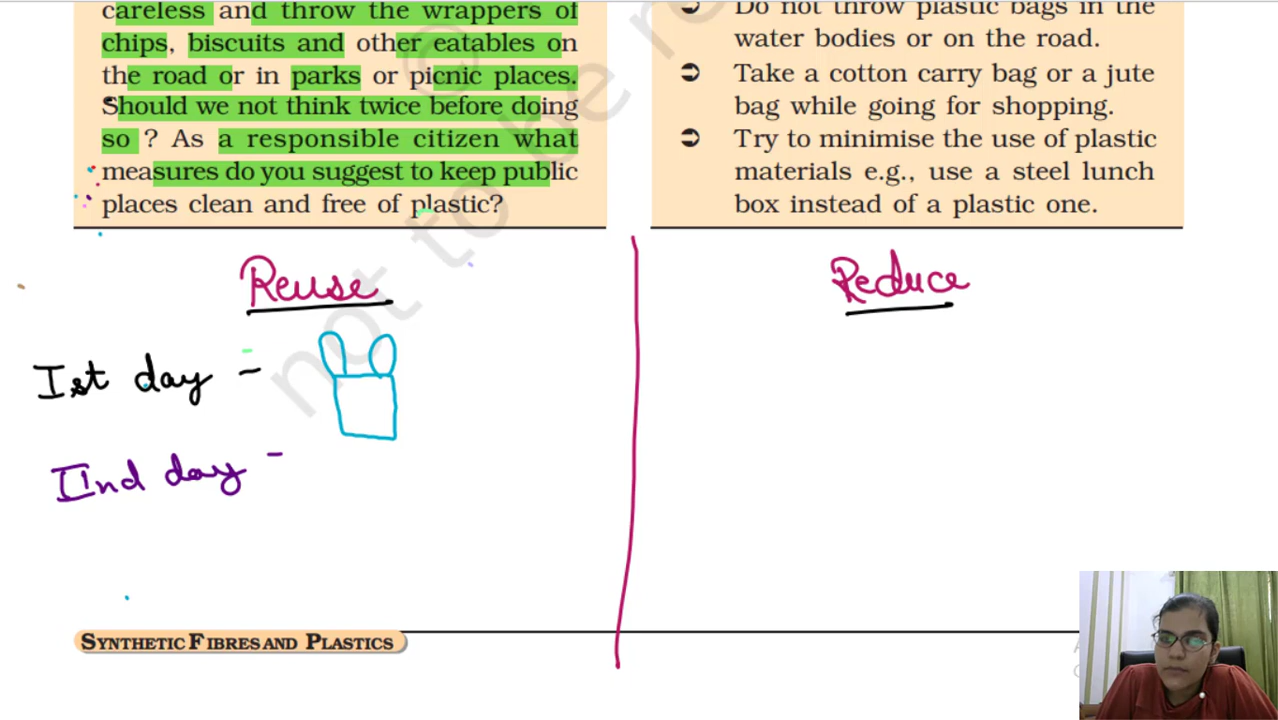 careless and throw the wrappers of
chips, biscuits and other eatables on
the road or in parks or picnic places.
Should we not think twice before doing
so ? As a responsible citizen what
measures do you suggest to keep public
places clean and free of plastic?
➲ Do not throw plastic bags in the
water bodies or on the road.
➲ Take a cotton carry bag or a jute
bag while going for shopping.
➲ Try to minimise the use of plastic
materials e.g., use a steel lunch
box instead of a plastic one.
not to be re
Reuse
Ist day -
IInd day -
Reduce
SYNTHETIC FIBRES AND PLASTICS